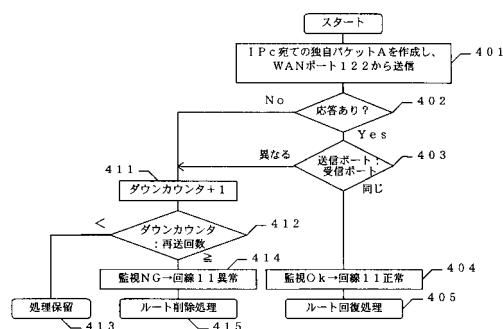 スタート
IPc宛ての独自パケットAを作成し、
WANポート122から送信
401
No
応答あり?
402
Yes
異なる
送信ポート:
受信ポート
403
411
同じ
ダウンカウンタ+1
<
ダウンカウンタ
:再送回数
412
≧
414
監視NG→回線11異常
監視Ok→回線11正常
404
処理保留
ルート削除処理
ルート回復処理
405
413
415